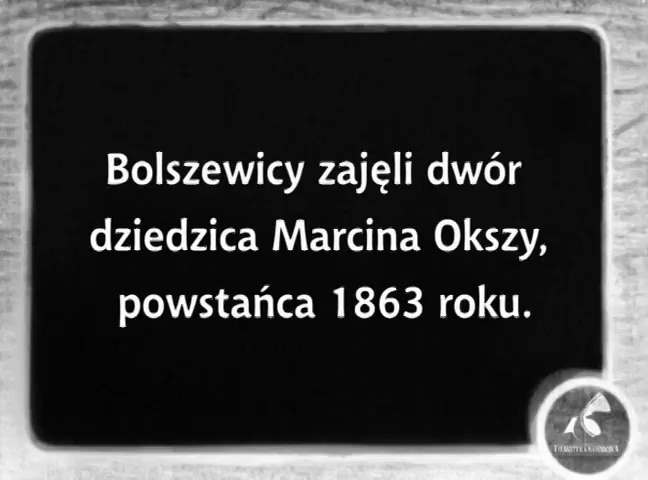 Bolszewicy zajęli dwór
dziedzica Marcina Okszy,
powstańca 1863 roku.